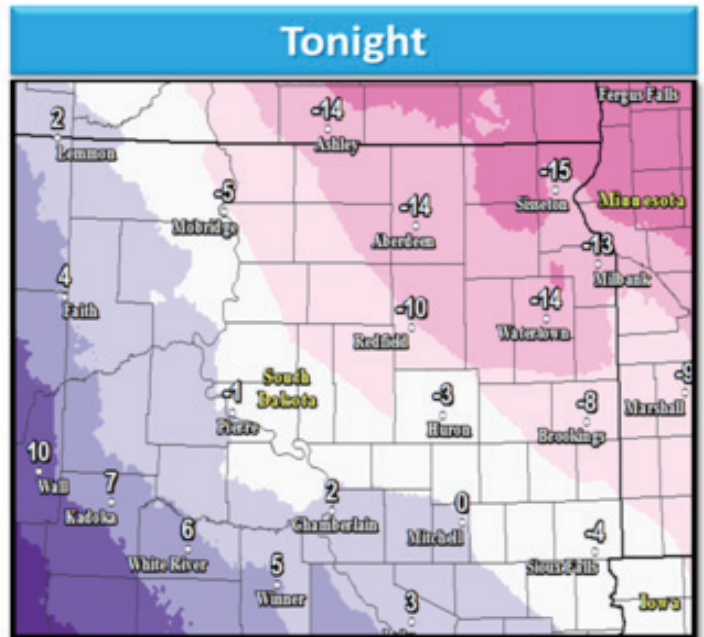 Tonight
Fergus Falls
2
Lemmon
-14
Ashley
-15
Sisseton
Minnesota
-5
Mobridge
-14
Aberdeen
-13
Milbank
4
Faith
-10
Redfield
-14
Watertown
South
Dakota
-1
Pierre
-3
Huron
-8
Brookings
-9
Marshall
10
Wall
7
Kadoka
2
Chamberlain
0
Mitchell
6
White River
-4
Sioux Falls
5
Winner
3
Iowa